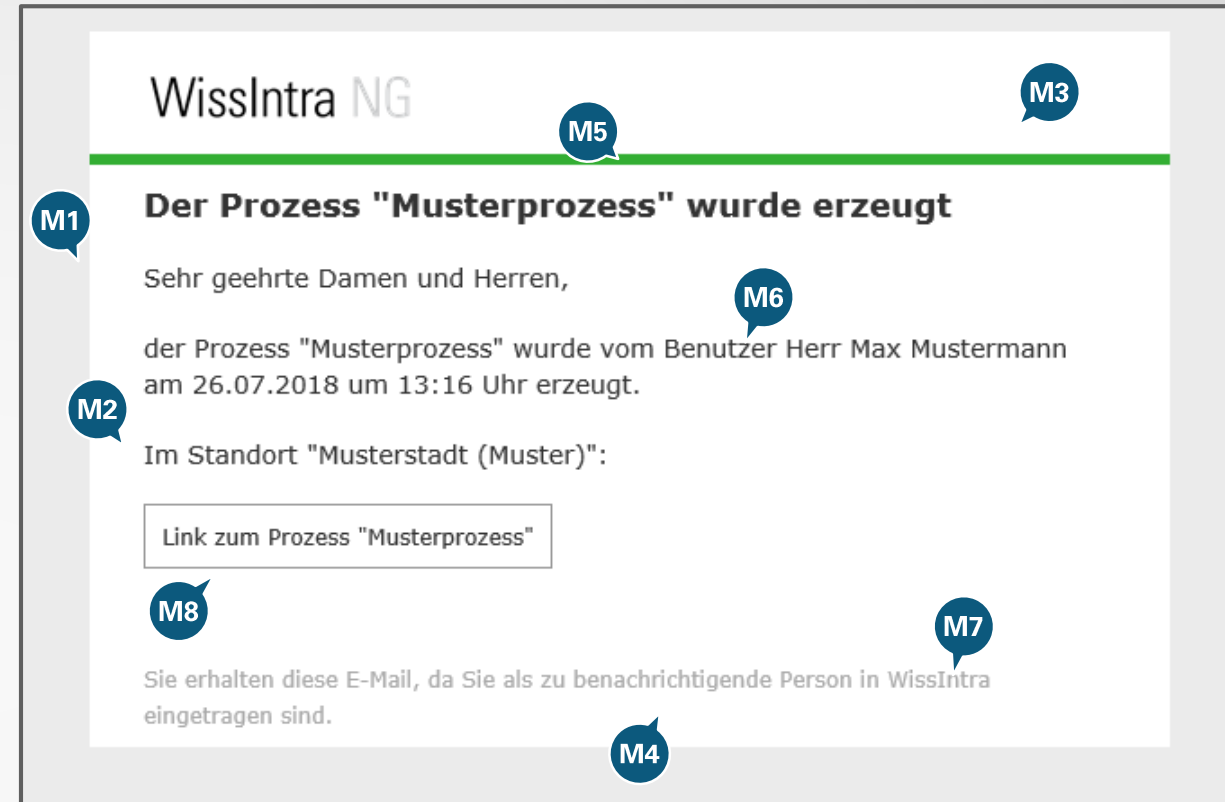 WissIntra NG
M3
M5
Der Prozess "Musterprozess" wurde erzeugt
M1
Sehr geehrte Damen und Herren,
M6
der Prozess "Musterprozess" wurde vom Benutzer Herr Max Mustermann
am 26.07.2018 um 13:16 Uhr erzeugt.
M2
Im Standort "Musterstadt (Muster)":
Link zum Prozess "Musterprozess"
M8
M7
Sie erhalten diese E-Mail, da Sie als zu benachrichtigende Person in WissIntra
eingetragen sind.
M4